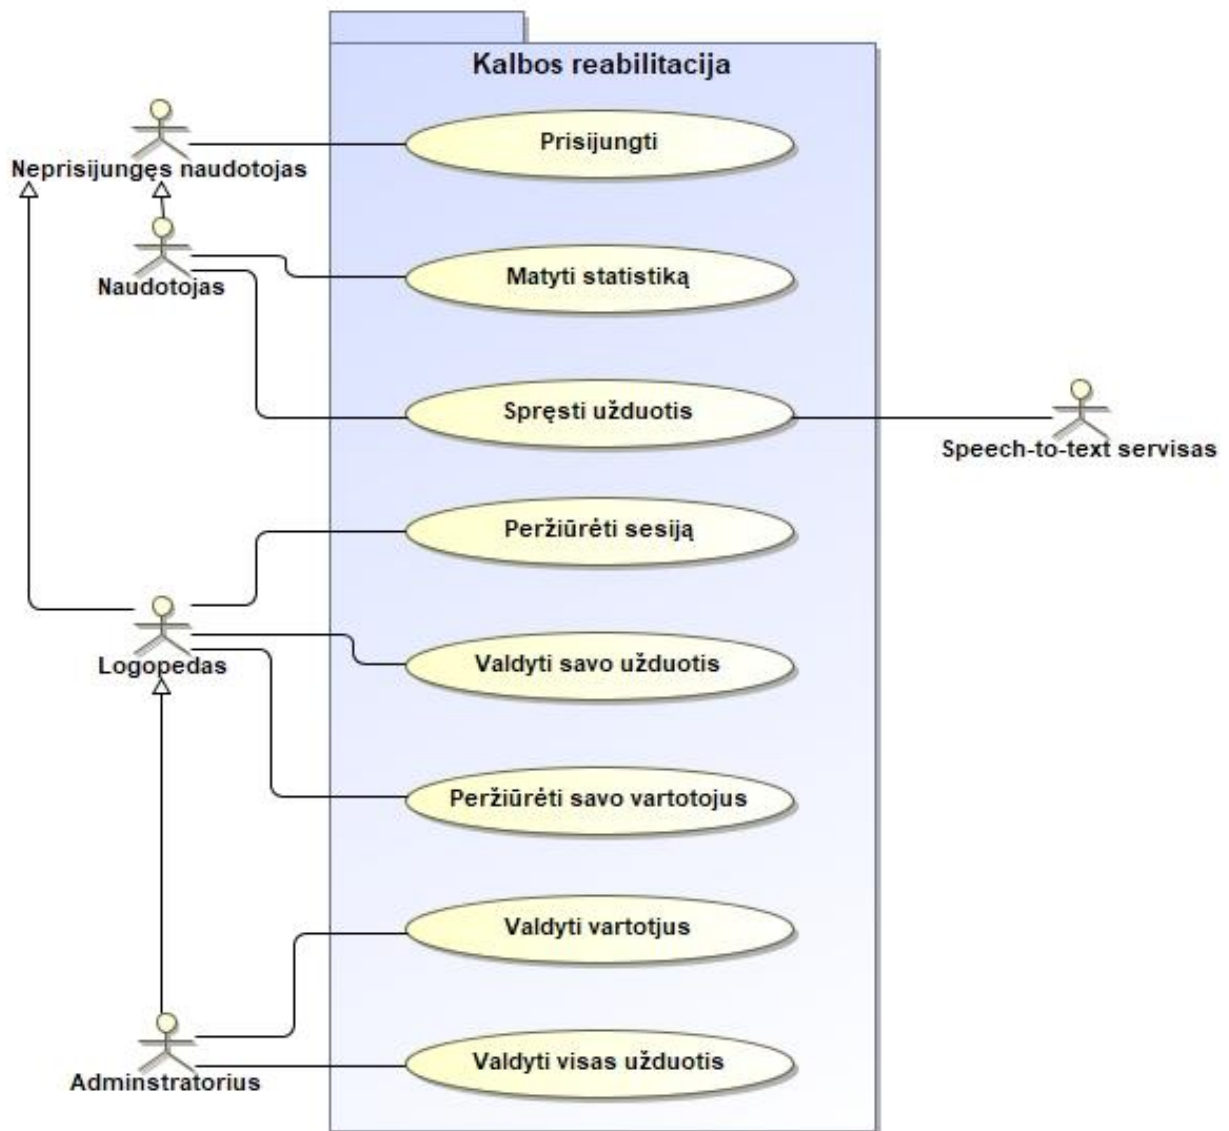 Kalbos reabilitacija
Prisijungti
Neprisijungęs naudotojas
Matyti statistiką
Naudotojas
Spręsti užduotis
Speech-to-text servisas
Peržiūrėti sesiją
Valdyti savo užduotis
Logopedas
Peržiūrėti savo vartotojus
Valdyti vartotjus
Valdyti visas užduotis
Adminstratorius